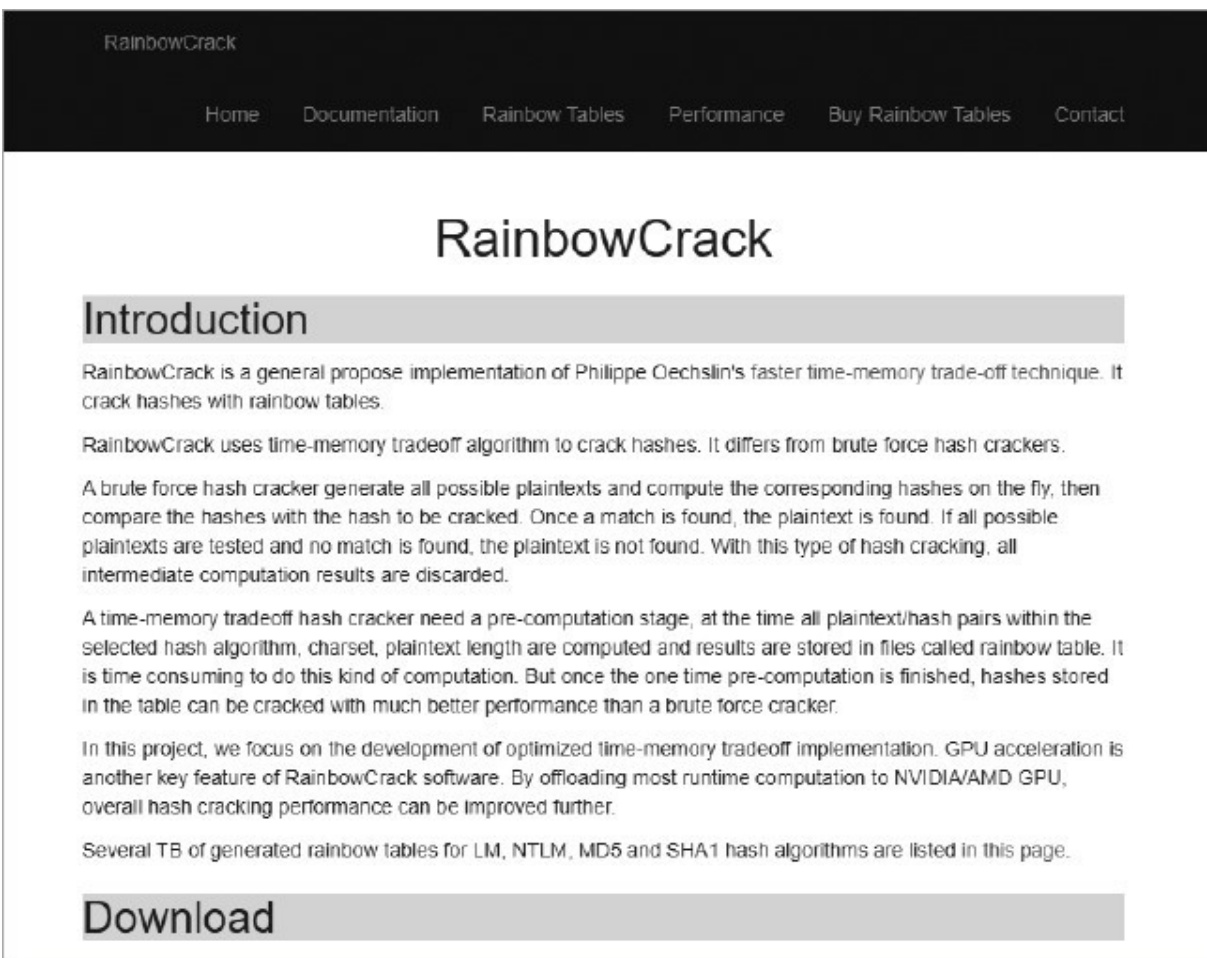 RainbowCrack
Home Documentation Rainbow Tables Performance Buy Rainbow Tables Contact
RainbowCrack
Introduction
RainbowCrack is a general propose implementation of Philippe Oechslin's faster time-memory trade-off technique. It
crack hashes with rainbow tables.
RainbowCrack uses time-memory tradeoff algorithm to crack hashes. It differs from brute force hash crackers.
A brute force hash cracker generate all possible plaintexts and compute the corresponding hashes on the fly, then
compare the hashes with the hash to be cracked. Once a match is found, the plaintext is found. If all possible
plaintexts are tested and no match is found, the plaintext is not found. With this type of hash cracking, all
intermediate computation results are discarded.
A time-memory tradeoff hash cracker need a pre-computation stage, at the time all plaintext/hash pairs within the
selected hash algorithm, charset, plaintext length are computed and results are stored in files called rainbow table. It
is time consuming to do this kind of computation. But once the one time pre-computation is finished, hashes stored
in the table can be cracked with much better performance than a brute force cracker.
In this project, we focus on the development of optimized time-memory tradeoff implementation. GPU acceleration is
another key feature of RainbowCrack software. By offloading most runtime computation to NVIDIA/AMD GPU,
overall hash cracking performance can be improved further.
Several TB of generated rainbow tables for LM, NTLM, MD5 and SHA1 hash algorithms are listed in this page.
Download